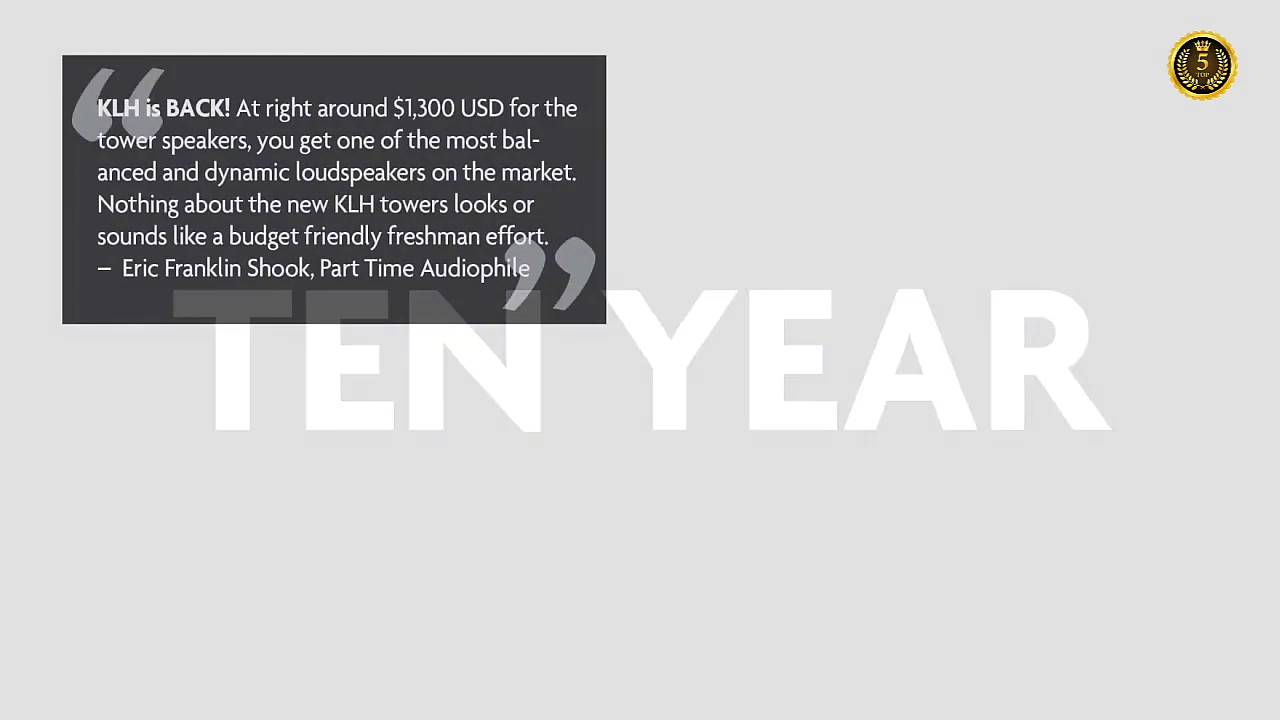 KLH is BACK! At right around $1,300 USD for the
tower speakers, you get one of the most bal-
anced and dynamic loudspeakers on the market.
Nothing about the new KLH towers looks or
sounds like a budget friendly freshman effort.
– Eric Franklin Shook, Part Time Audiophile
TEN YEAR
5
TOP